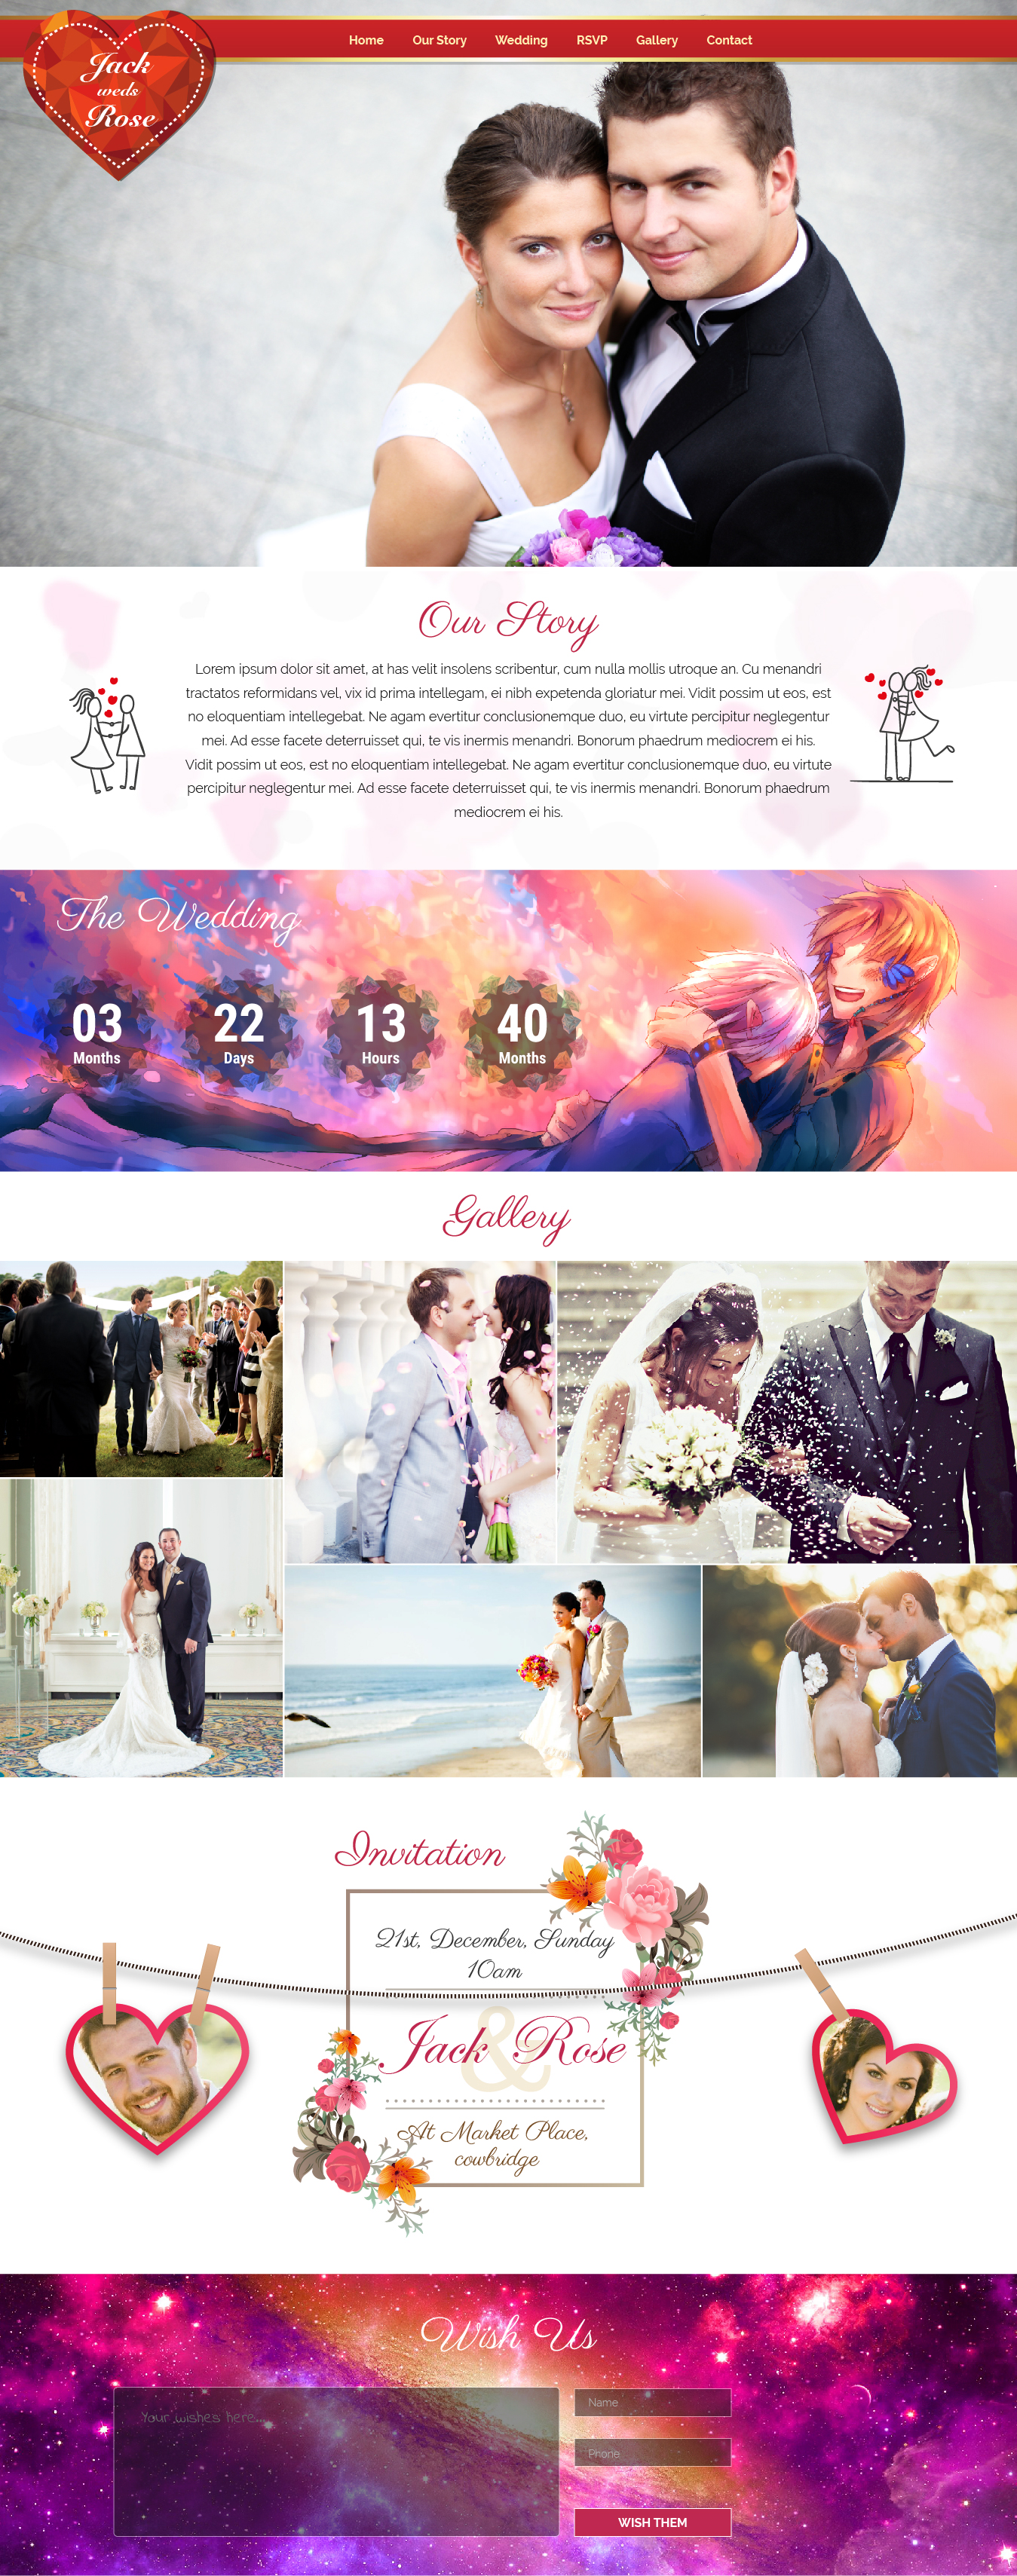 Jack
weds
Rose
Home Our Story Wedding RSVP Gallery Contact
Our Story
Lorem ipsum dolor sit amet, at has velit insolens scribentur, cum nulla mollis utroque an. Cu menandri
tractatos reformidans vel, vix id prima intellegam, ei nibh expetenda gloriatur mei. Vidit possim ut eos, est
no eloquentiam intellegebat. Ne agam evertitur conclusionemque duo, eu virtute percipitur neglegentur
mei. Ad esse facete deterruisset qui, te vis inermis menandri. Bonorum phaedrum mediocrem ei his.
Vidit possim ut eos, est no eloquentiam intellegebat. Ne agam evertitur conclusionemque duo, eu virtute
percipitur neglegentur mei. Ad esse facete deterruisset qui, te vis inermis menandri. Bonorum phaedrum
mediocrem ei his.
The Wedding
03 22 13 40
Months Days Hours Months
Gallery
Invitation
21st, December, Sunday
10am
Jack & Rose
At Market Place,
cowbridge
Wish Us
Your wishes here...
Name
Phone
WISH THEM